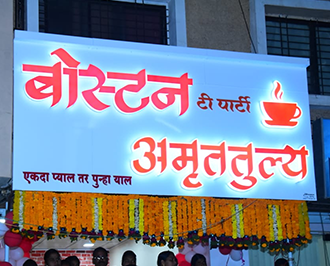 बोस्टन टी पार्टी
अमृततुल्य
एकदा प्याल तर पुन्हा याल